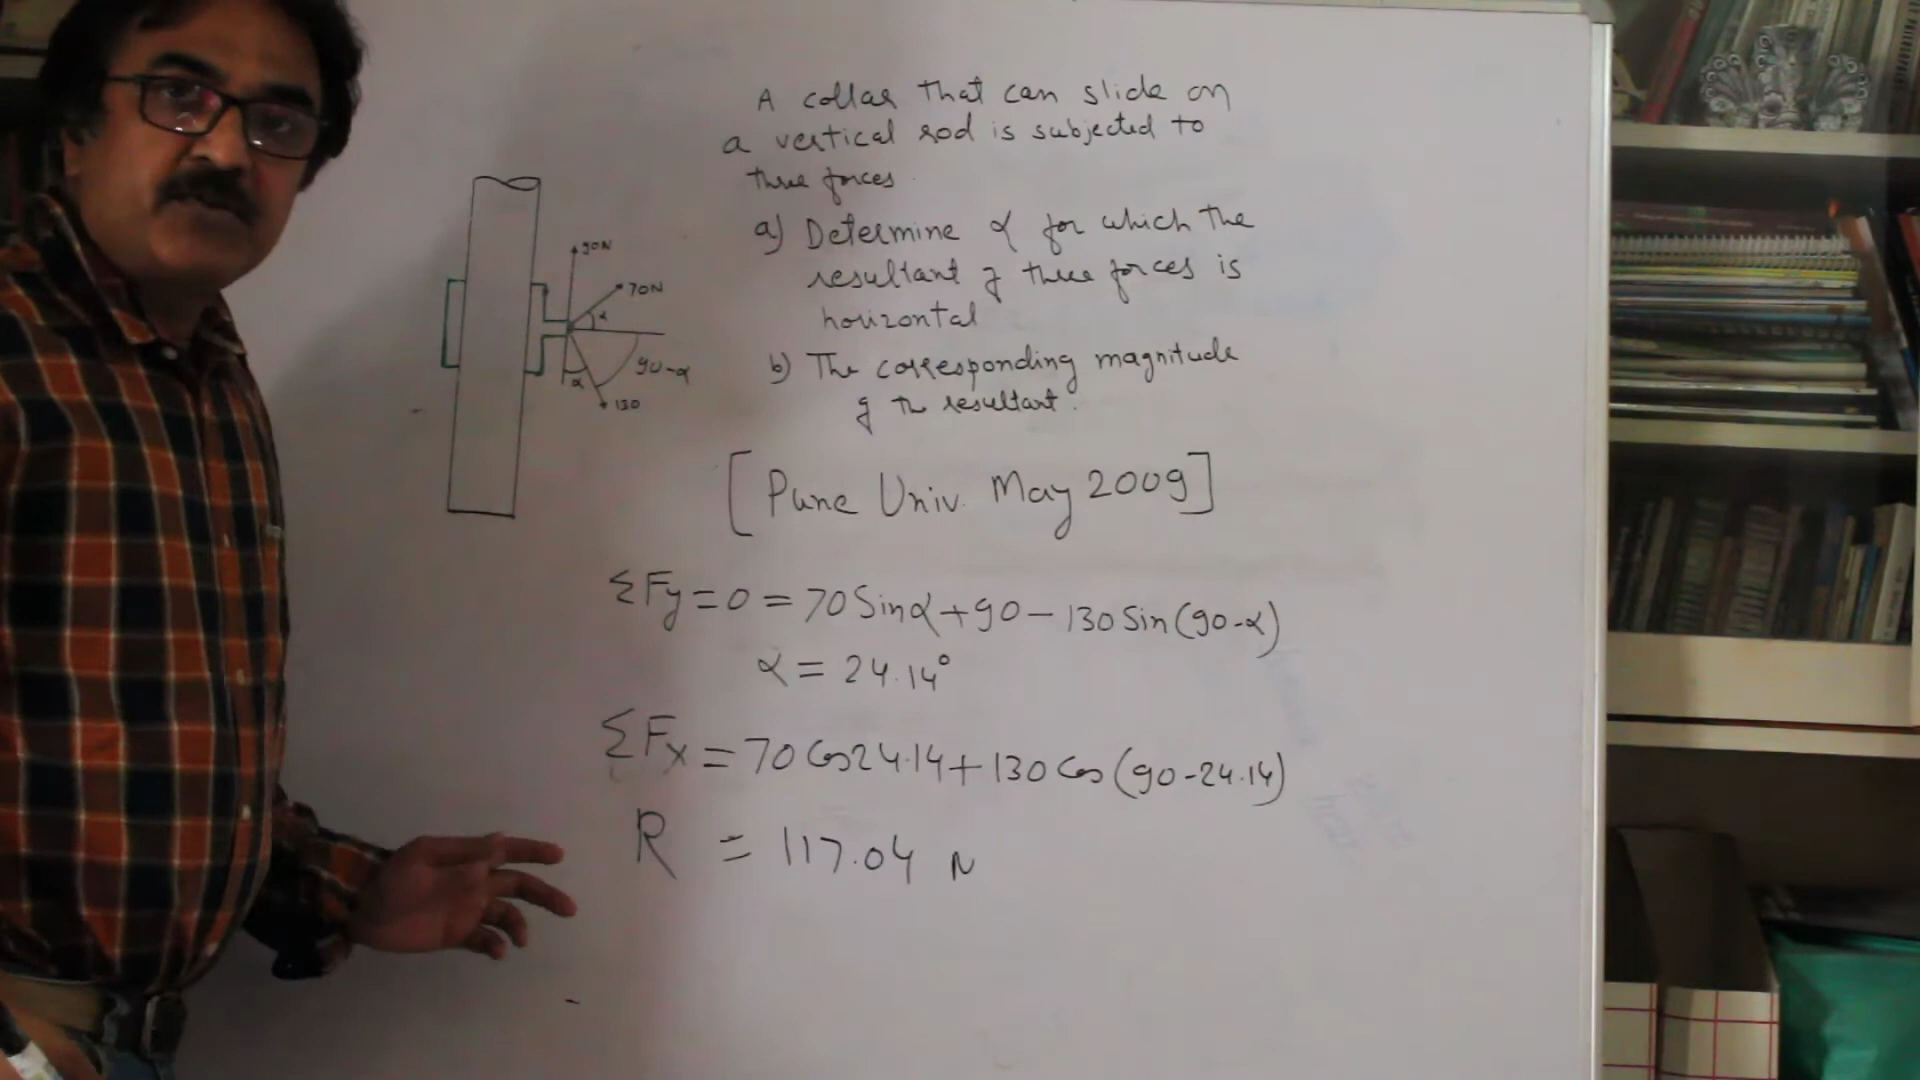 A collar that can slide on
a vertical rod is subjected to
three forces.
a) Determine α for which the
resultant of three forces is
horizontal
b) The corresponding magnitude
of the resultant.
90N
70N
α
90-α
α
130
[Pune Univ. May 2009]
ΣFy = 0 = 70 Sinα + 90 - 130 Sin (90-α)
α = 24.14°
ΣFx = 70 Cos24.14 + 130 Cos (90-24.14)
R = 117.04 N